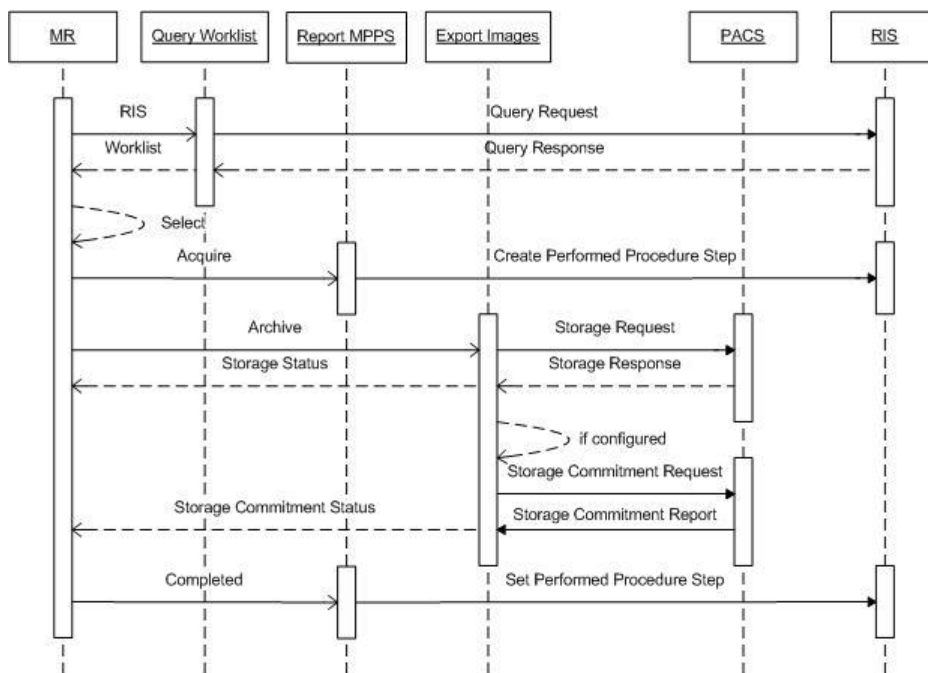 MR
Query Worklist
Report MPPS
Export Images
PACS
RIS
RIS
Query Request
Worklist
Query Response
Select
Acquire
Create Performed Procedure Step
Archive
Storage Request
Storage Status
Storage Response
if configured
Storage Commitment Request
Storage Commitment Status
Storage Commitment Report
Completed
Set Performed Procedure Step